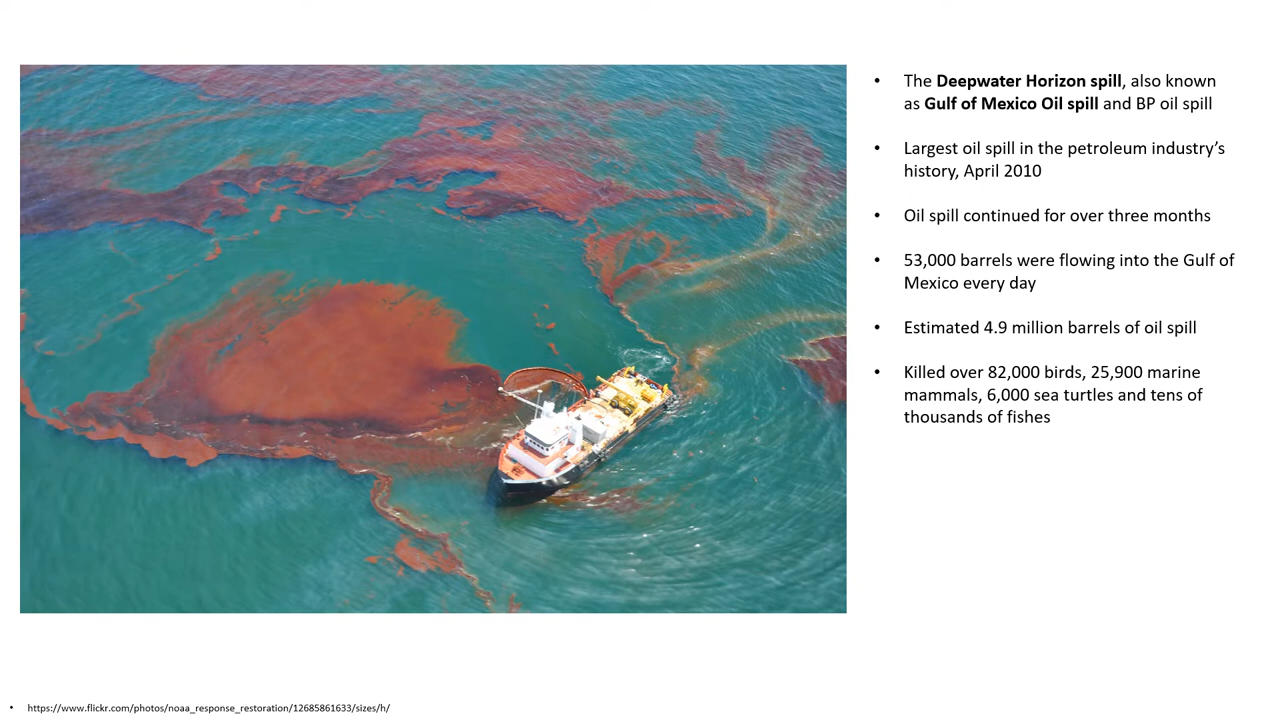 • The Deepwater Horizon spill, also known
as Gulf of Mexico Oil spill and BP oil spill
• Largest oil spill in the petroleum industry’s
history, April 2010
• Oil spill continued for over three months
• 53,000 barrels were flowing into the Gulf of
Mexico every day
• Estimated 4.9 million barrels of oil spill
• Killed over 82,000 birds, 25,900 marine
mammals, 6,000 sea turtles and tens of
thousands of fishes
• https://www.flickr.com/photos/noaa_response_restoration/12685861633/sizes/h/